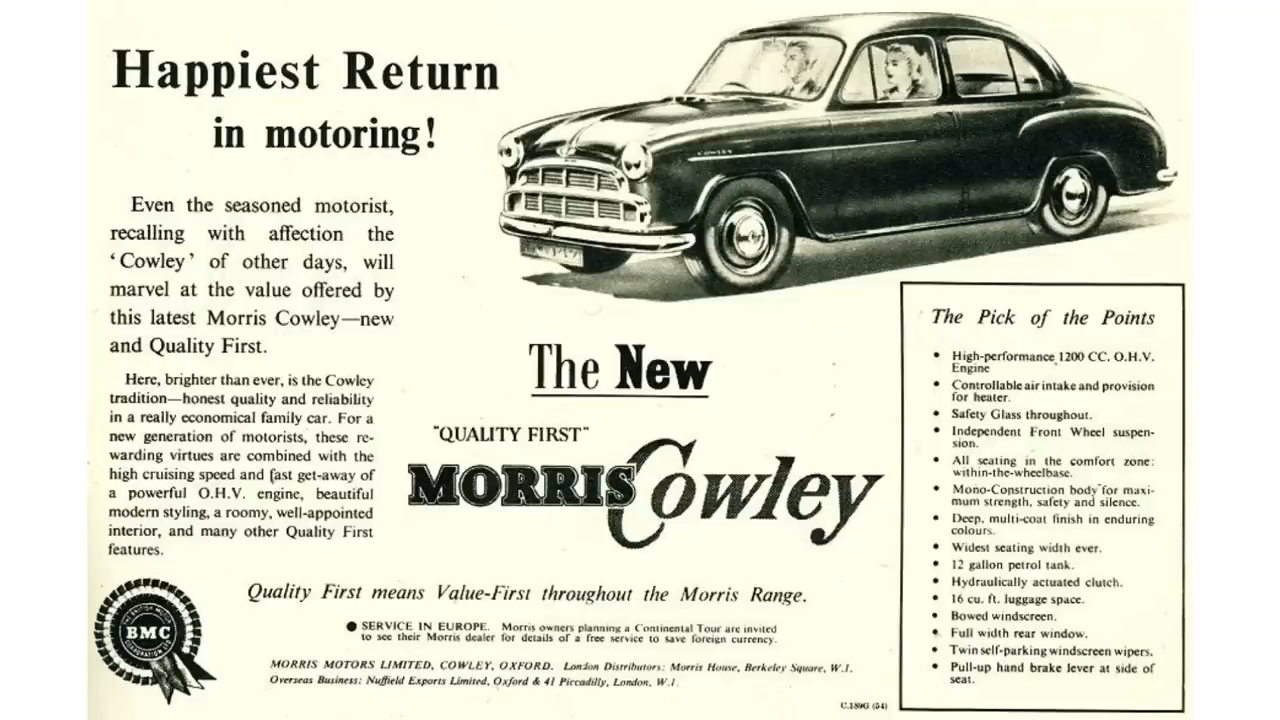 Happiest Return
in motoring!
Even the seasoned motorist,
recalling with affection the
‘Cowley’ of other days, will
marvel at the value offered by
this latest Morris Cowley—new
and Quality First.
Here, brighter than ever, is the Cowley
tradition—honest quality and reliability
in a really economical family car. For a
new generation of motorists, these re-
warding virtues are combined with the
high cruising speed and fast get-away of
a powerful O.H.V. engine, beautiful
modern styling, a roomy, well-appointed
interior, and many other Quality First
features.
COWLEY
The New
"QUALITY FIRST"
MORRIS Cowley
The Pick of the Points
• High-performance 1200 CC. O.H.V.
Engine
• Controllable air intake and provision
for heater.
• Safety Glass throughout.
• Independent Front Wheel suspen-
sion.
• All seating in the comfort zone:
within-the-wheelbase.
• Mono-Construction body for maxi-
mum strength, safety and silence.
• Deep, multi-coat finish in enduring
colours.
• Widest seating width ever.
• 12 gallon petrol tank.
• Hydraulically actuated clutch.
• 16 cu. ft. luggage space.
• Bowed windscreen.
• Full width rear window.
• Twin self-parking windscreen wipers.
• Pull-up hand brake lever at side of
seat.
THE BRITISH MOTOR
BMC
CORPORATION LTD
Quality First means Value-First throughout the Morris Range.
● SERVICE IN EUROPE. Morris owners planning a Continental Tour are invited
to see their Morris dealer for details of a free service to save foreign currency.
MORRIS MOTORS LIMITED, COWLEY, OXFORD. London Distributors: Morris House, Berkeley Square, W.1.
Overseas Business: Nuffield Exports Limited, Oxford & 41 Piccadilly, London, W.1.
C.189G (54)